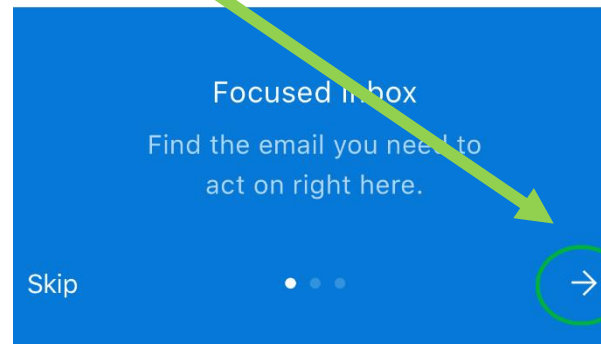 Focused Inbox
Find the email you need to
act on right here.
Skip